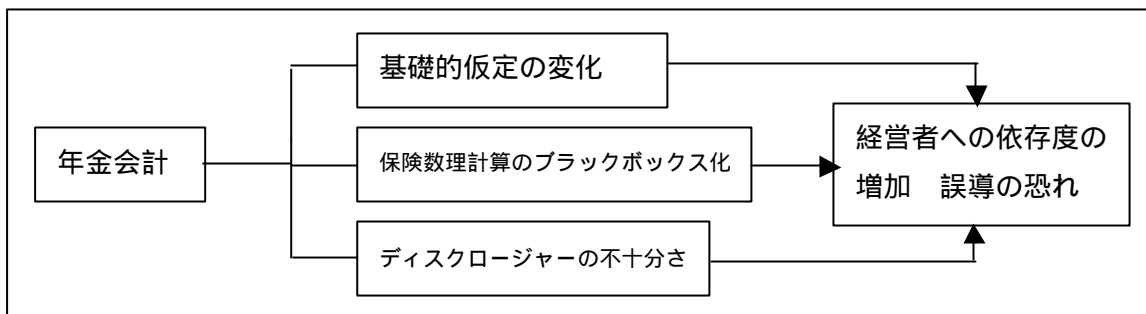 基礎的仮定の変化
年金会計
保険数理計算のブラックボックス化
ディスクロージャーの不十分さ
経営者への依存度の
増加　誤導の恐れ